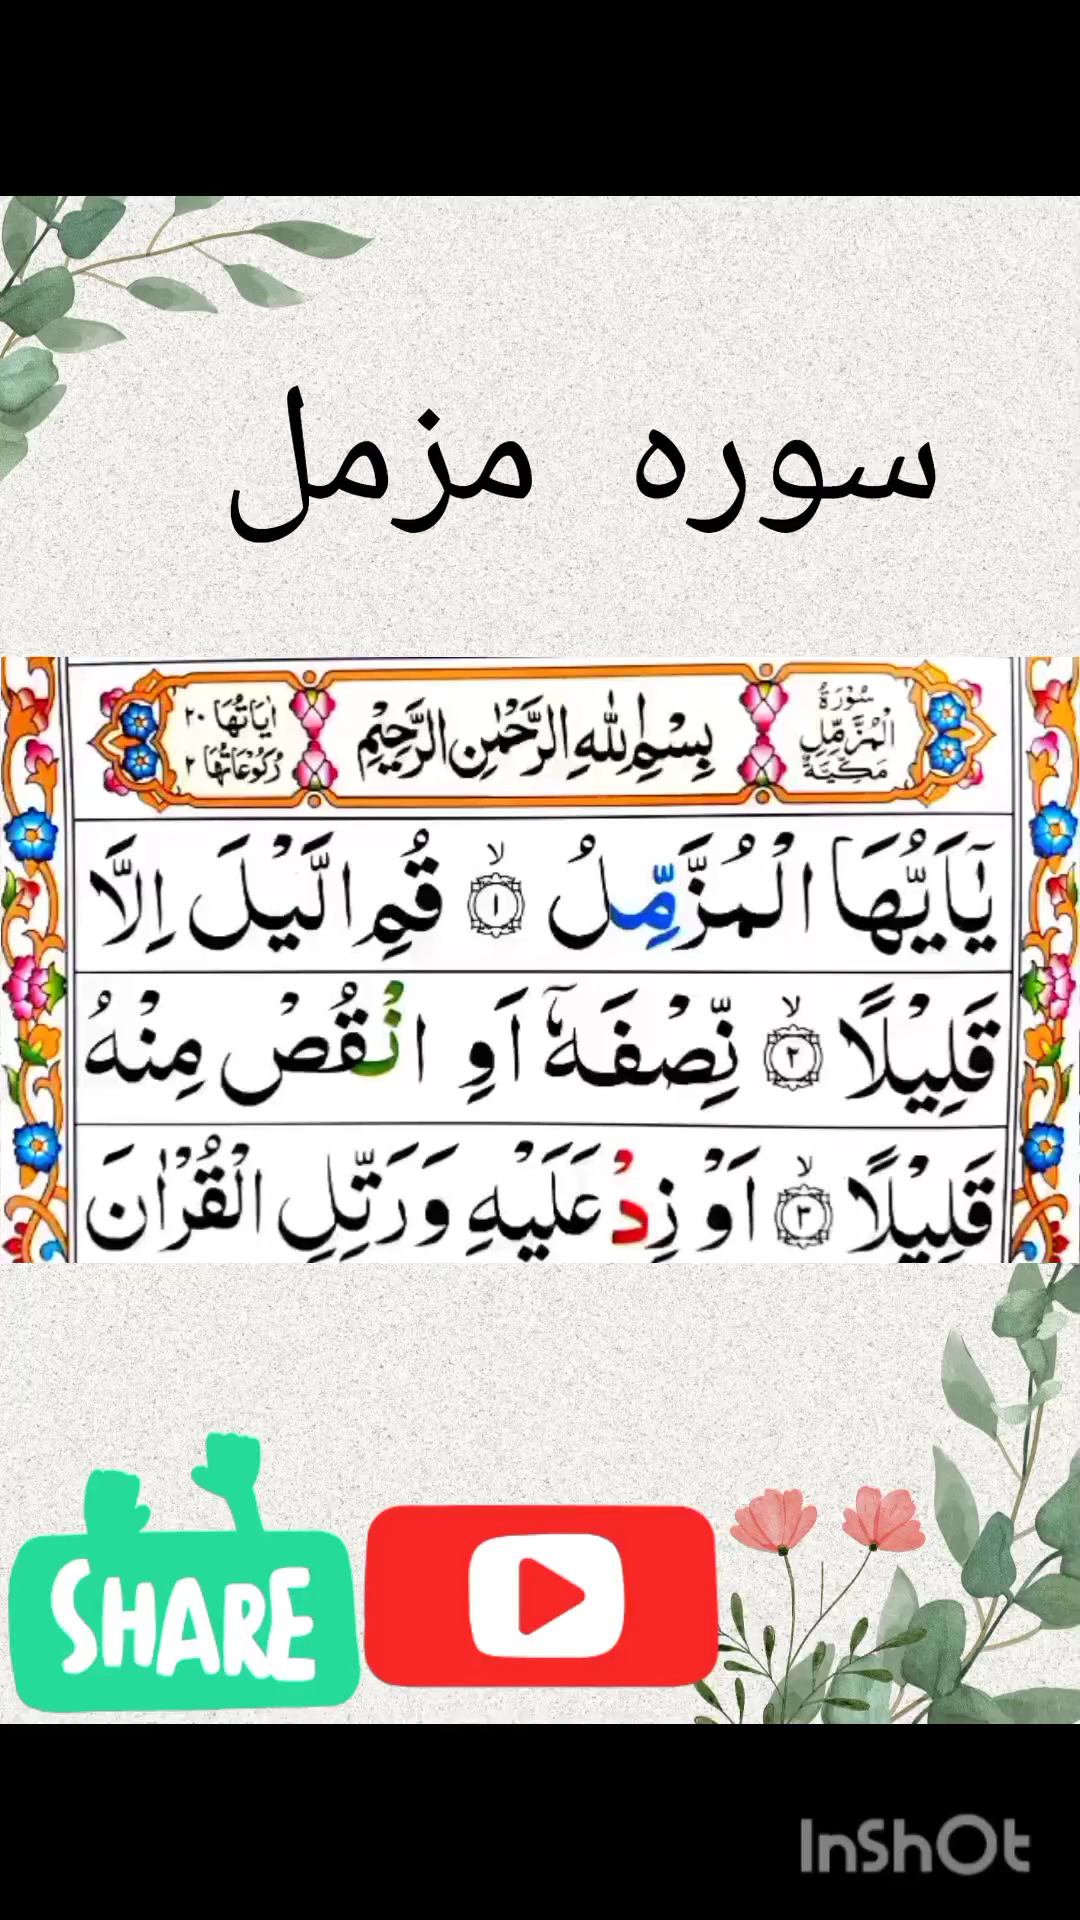 سوره مزمل
سُوْرَةُ
الْمُزَّمِّلِ
مَكِّيَّةٌ
بِسْمِ اللّٰهِ الرَّحْمٰنِ الرَّحِيْمِ
اٰيَاتُهَا ٢٠
رُكُوْعَاتُهَا ٢
يٰٓاَيُّهَا الْمُزَّمِّلُ ۙ﴿١﴾ قُمِ الَّيْلَ اِلَّا
قَلِيْلًا ۙ﴿٢﴾ نِّصْفَهٗٓ اَوِ انْقُصْ مِنْهُ
قَلِيْلًا ۙ﴿٣﴾ اَوْ زِدْ عَلَيْهِ وَرَتِّلِ الْقُرْاٰنَ
SHARE
InShOt